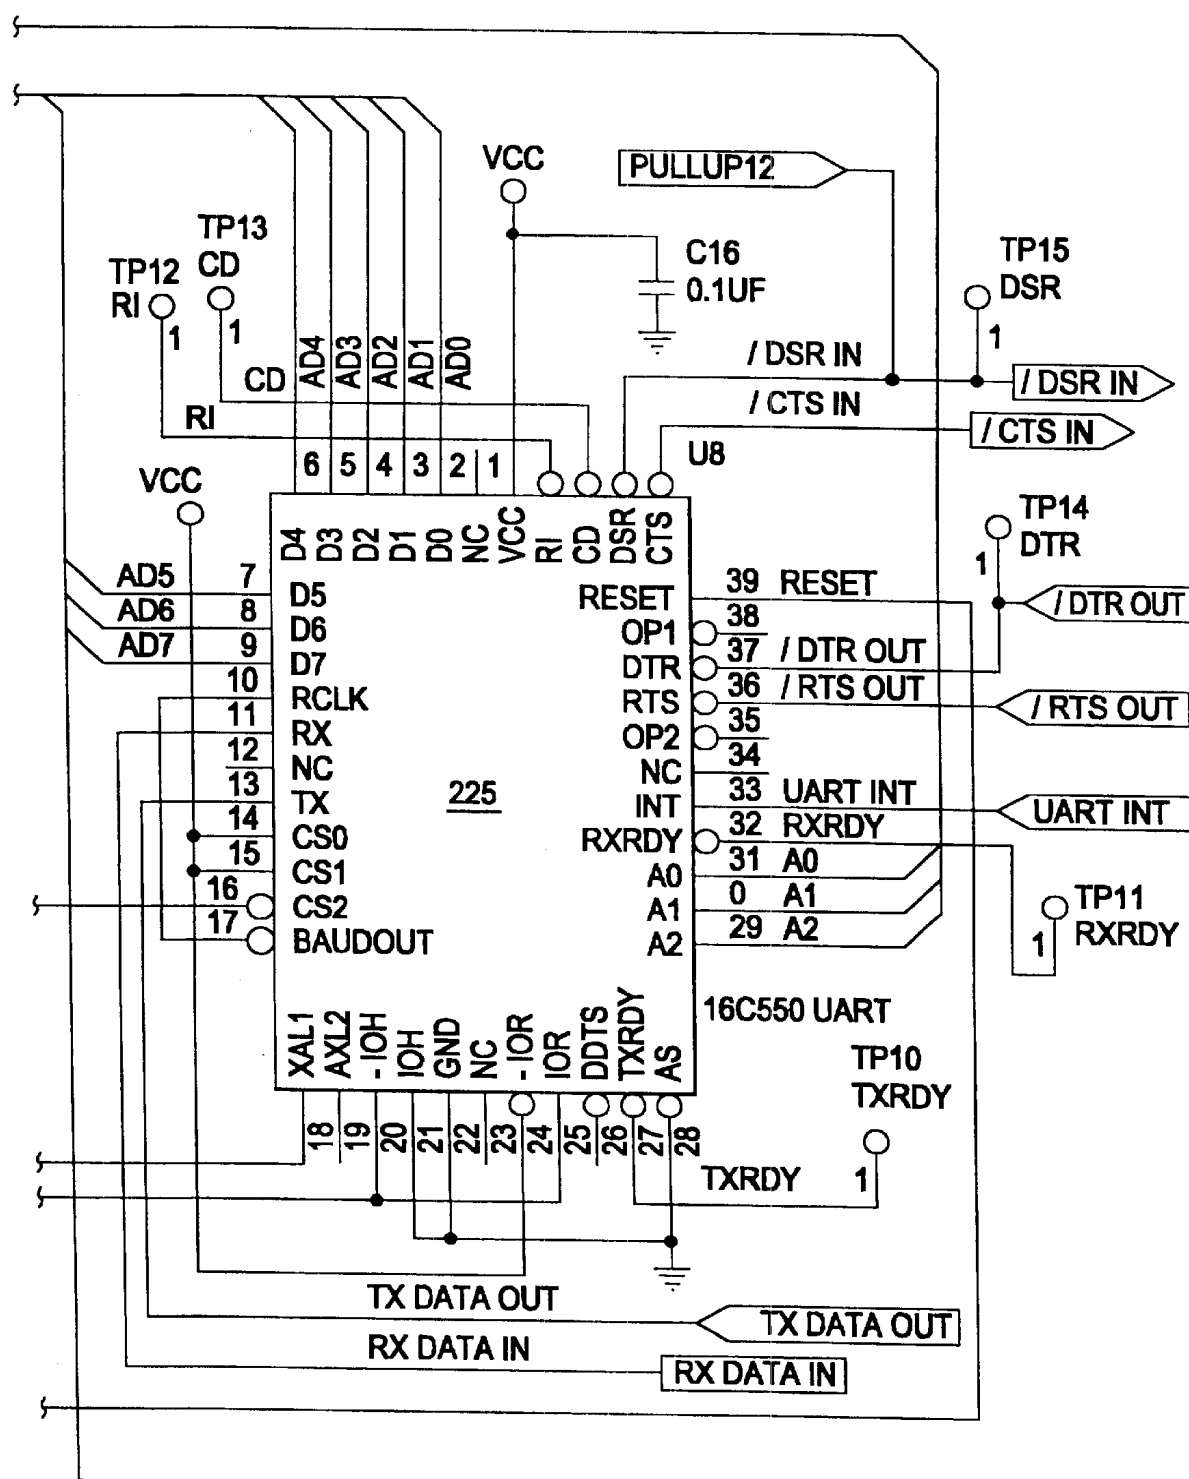 VCC
PULLUP12
TP13
CD
TP12
RI
1
1
C16
0.1UF
TP15
DSR
1
CD
AD4
AD3
AD2
AD1
AD0
/ DSR IN
/ DSR IN
/ CTS IN
/ CTS IN
RI
6 5 4 3 2 1
U8
VCC
TP14
DTR
1
D4
D3
D2
D1
D0
NC
VCC
RI
CD
DSR
CTS
AD5 7 D5
AD6 8 D6
AD7 9 D7
10 RCLK
11 RX
12 NC
13 TX
14 CS0
15 CS1
16 CS2
17 BAUDOUT
225
RESET 39 RESET
OP1 38
DTR 37 / DTR OUT
/ DTR OUT
RTS 36 / RTS OUT
/ RTS OUT
OP2 35
NC 34
INT 33 UART INT
UART INT
RXRDY 32 RXRDY
A0 31 A0
A1 0 A1
A2 29 A2
TP11
RXRDY
1
16C550 UART
XAL1
AXL2
- IOH
IOH
GND
NC
- IOR
IOR
DDTS
TXRDY
AS
18
19
20
21
22
23
24
25
26
27
28
TP10
TXRDY
1
TXRDY
TX DATA OUT
TX DATA OUT
RX DATA IN
RX DATA IN